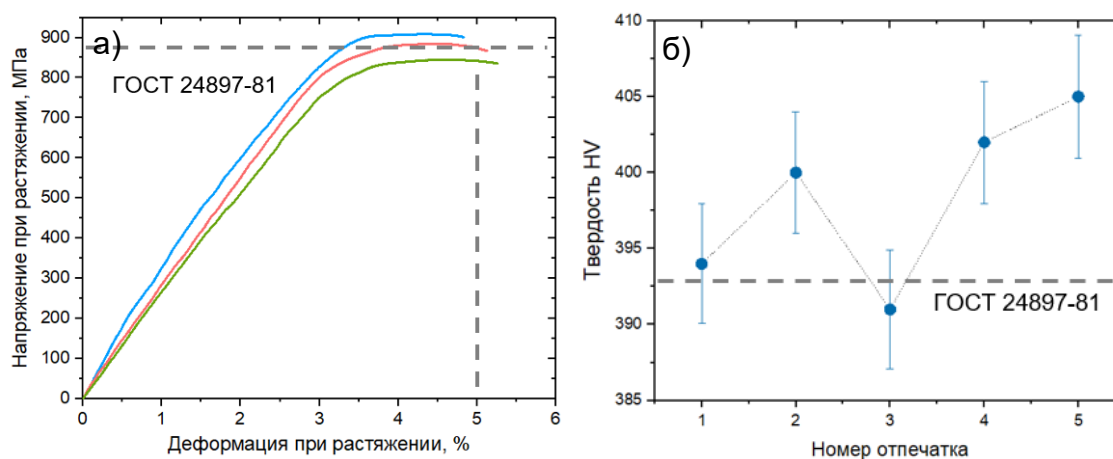 а)
ГОСТ 24897-81
900
800
700
600
500
400
300
200
100
0
0 1 2 3 4 5 6
Напряжение при растяжении, МПа
Деформация при растяжении, %
б)
ГОСТ 24897-81
410
405
400
395
390
385
1 2 3 4 5
Твердость HV
Номер отпечатка